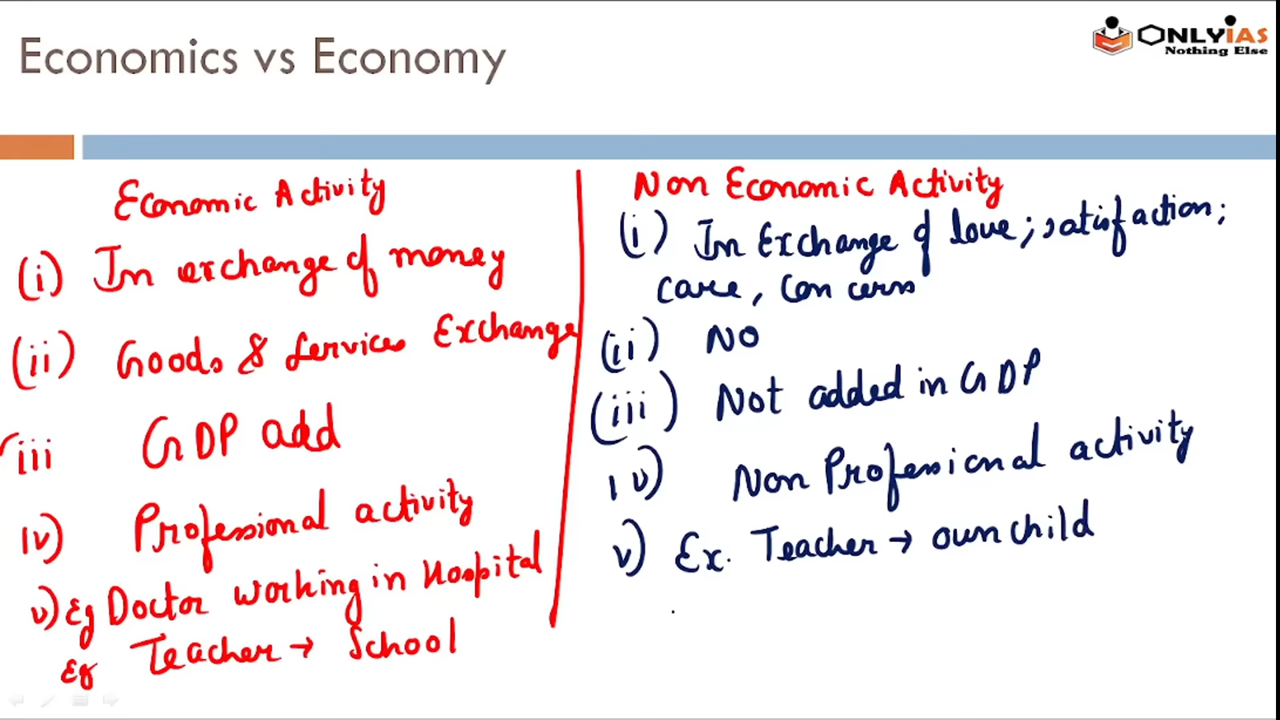 Economics vs Economy
ONLYIAS
Nothing Else
Economic Activity
(i) In exchange of money
(ii) Goods & Services Exchange
(iii GDP add
iv) Professional activity
v) Eg Doctor working in Hospital
Eg Teacher → School
Non Economic Activity
(i) In Exchange of love; satisfaction;
care, Concerns
(ii) NO
(iii) Not added in GDP
iv) Non Professional activity
v) Ex. Teacher → own child